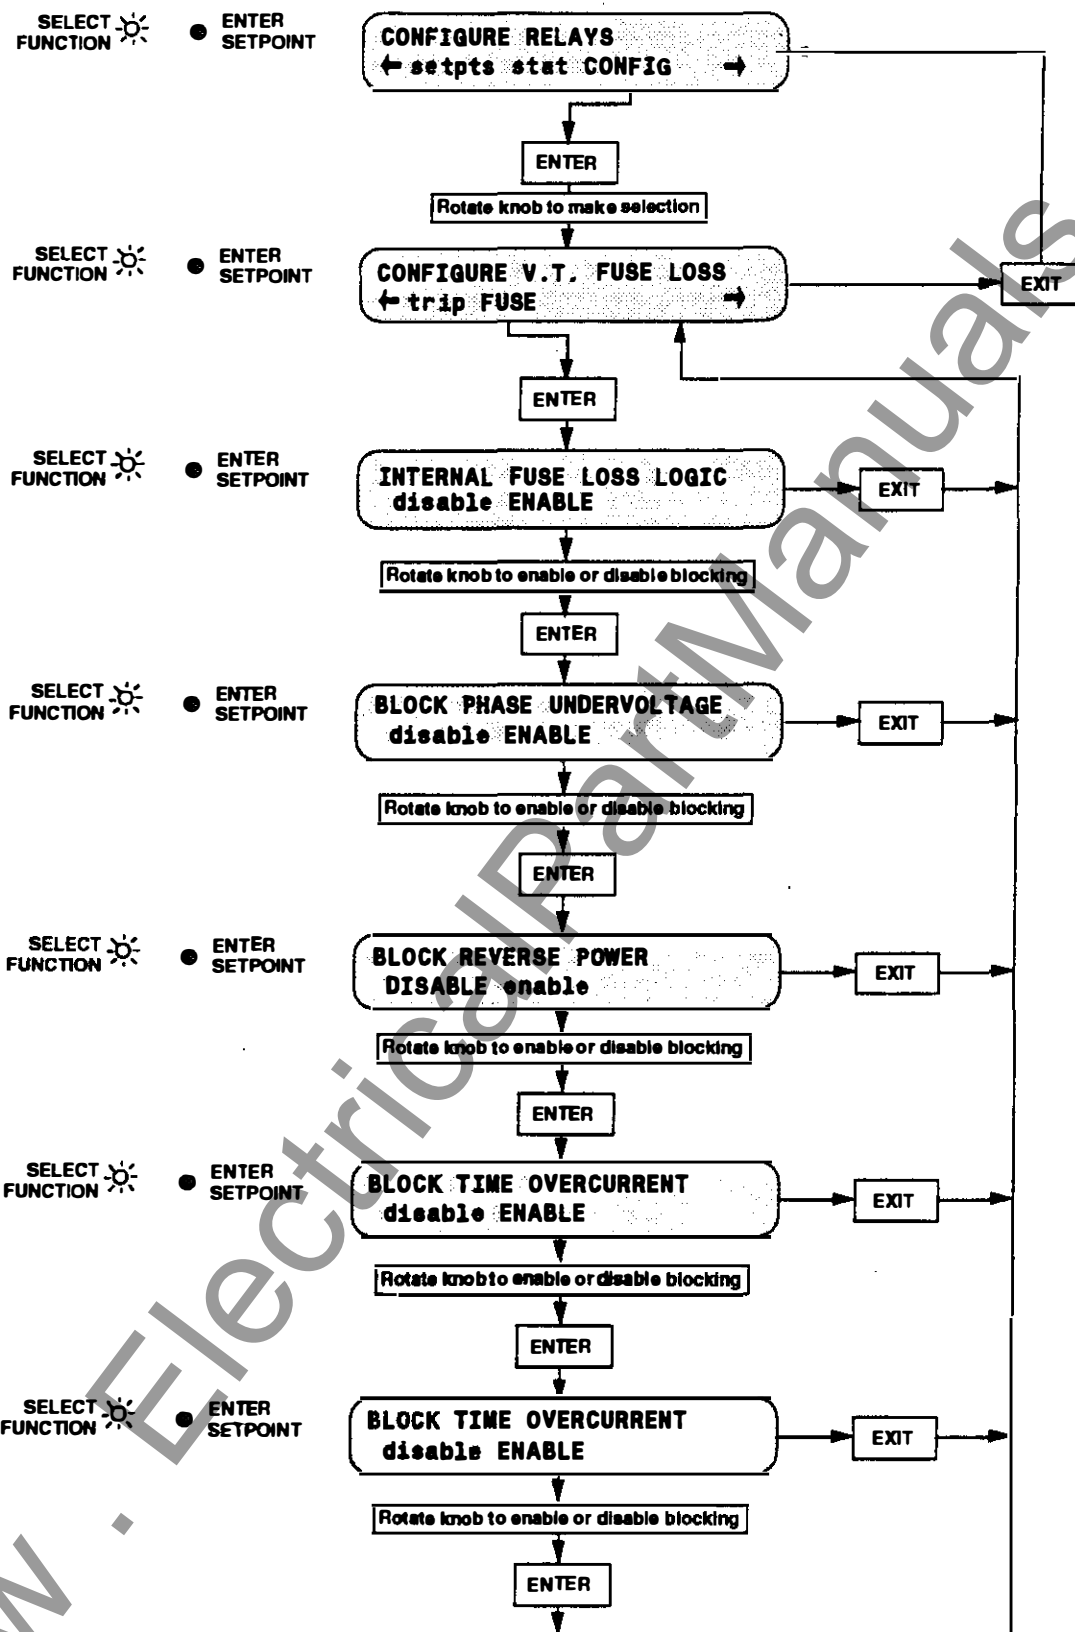 SELECT FUNCTION ENTER SETPOINT
CONFIGURE RELAYS
← setpts stat CONFIG →
ENTER
Rotate knob to make selection
SELECT FUNCTION ENTER SETPOINT
CONFIGURE V.T. FUSE LOSS
← trip FUSE →
EXIT
ENTER
SELECT FUNCTION ENTER SETPOINT
INTERNAL FUSE LOSS LOGIC
disable ENABLE
EXIT
Rotate knob to enable or disable blocking
ENTER
SELECT FUNCTION ENTER SETPOINT
BLOCK PHASE UNDERVOLTAGE
disable ENABLE
EXIT
Rotate knob to enable or disable blocking
ENTER
SELECT FUNCTION ENTER SETPOINT
BLOCK REVERSE POWER
DISABLE enable
EXIT
Rotate knob to enable or disable blocking
ENTER
SELECT FUNCTION ENTER SETPOINT
BLOCK TIME OVERCURRENT
disable ENABLE
EXIT
Rotate knob to enable or disable blocking
ENTER
SELECT FUNCTION ENTER SETPOINT
BLOCK TIME OVERCURRENT
disable ENABLE
EXIT
Rotate knob to enable or disable blocking
ENTER
w . ElectricalPartManuals